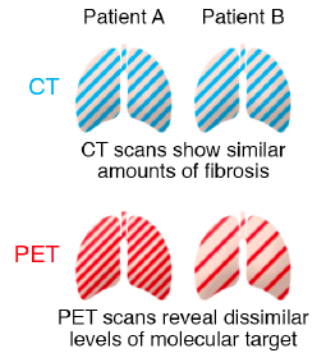 Patient A Patient B
CT
CT scans show similar
amounts of fibrosis
PET
PET scans reveal dissimilar
levels of molecular target